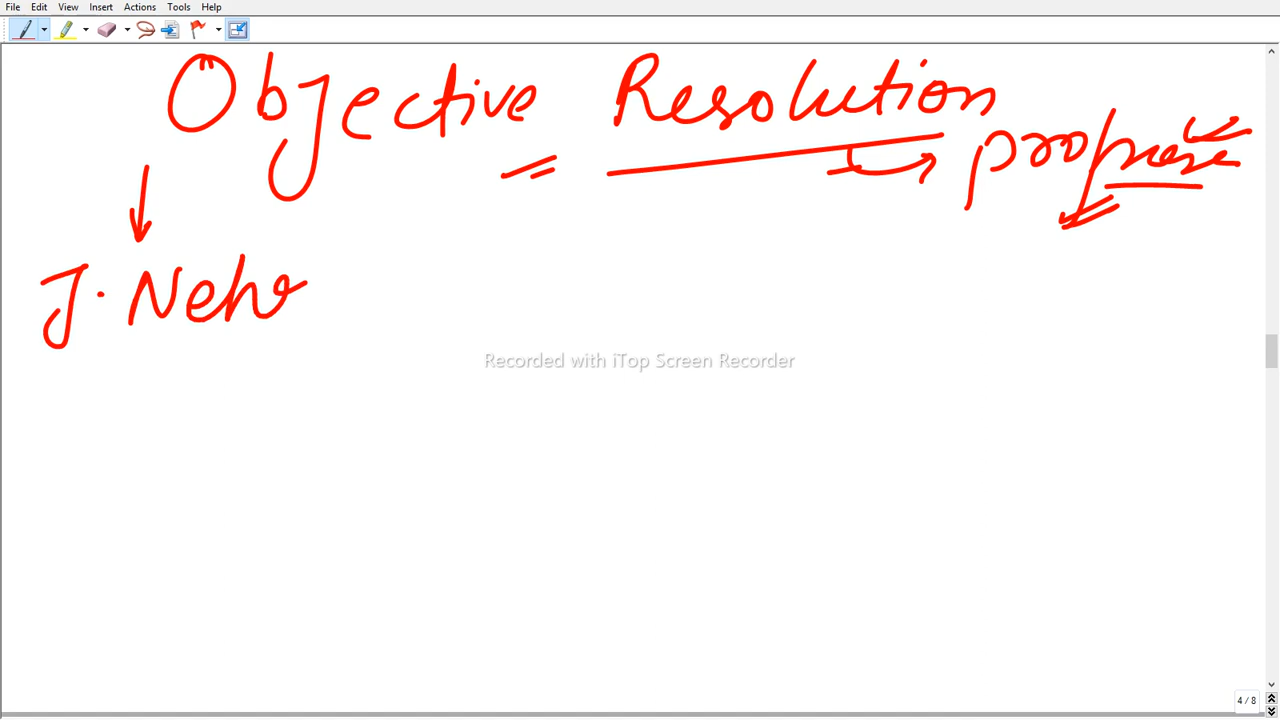 File Edit View Insert Actions Tools Help
Objective Resolution
propose
J. Nehr
Recorded with iTop Screen Recorder
4 / 8